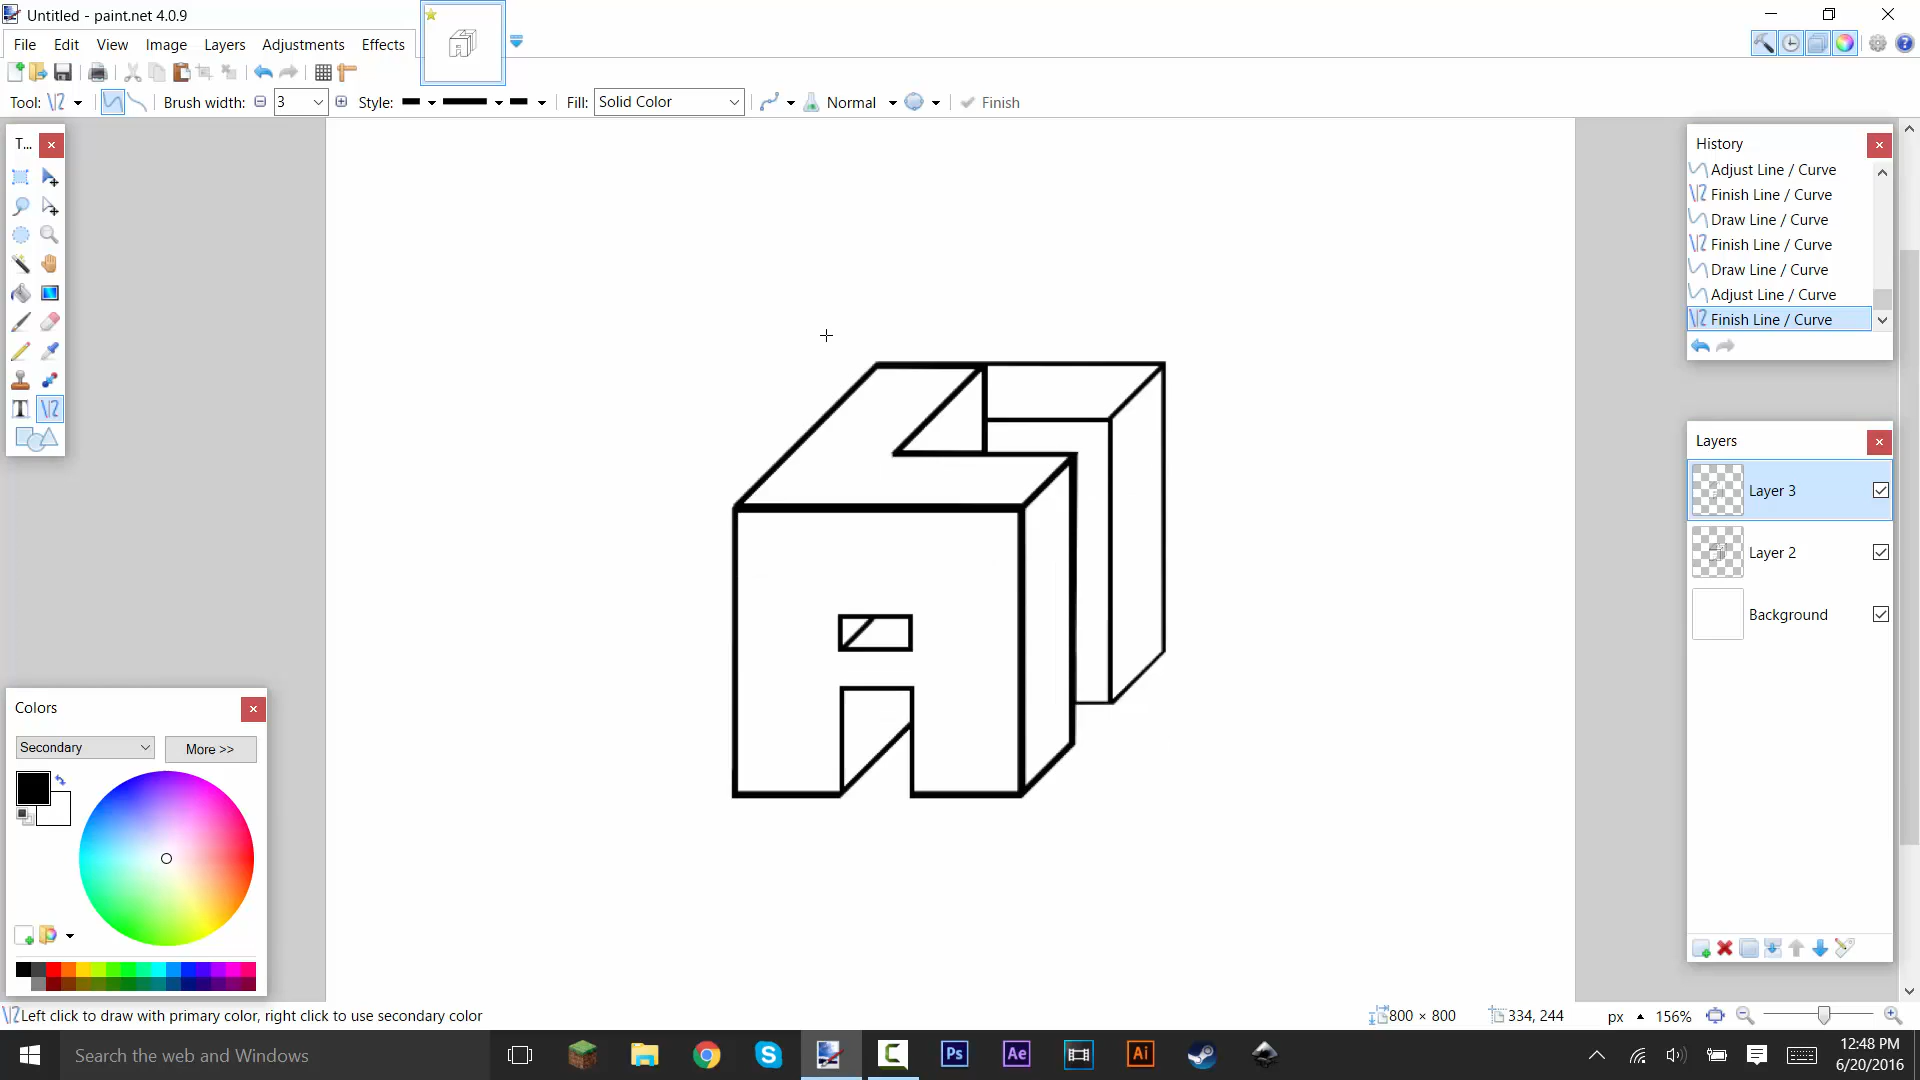 Untitled - paint.net 4.0.9
File Edit View Image Layers Adjustments Effects
Tool: Brush width: 3 Style: Fill: Solid Color Normal Finish
T...
History
Adjust Line / Curve
Finish Line / Curve
Draw Line / Curve
Finish Line / Curve
Draw Line / Curve
Adjust Line / Curve
Finish Line / Curve
Layers
Layer 3
Layer 2
Background
Colors
Secondary More >>
Left click to draw with primary color, right click to use secondary color
800 × 800 334, 244 px 156%
Search the web and Windows
Ps Ae Ai
12:48 PM
6/20/2016